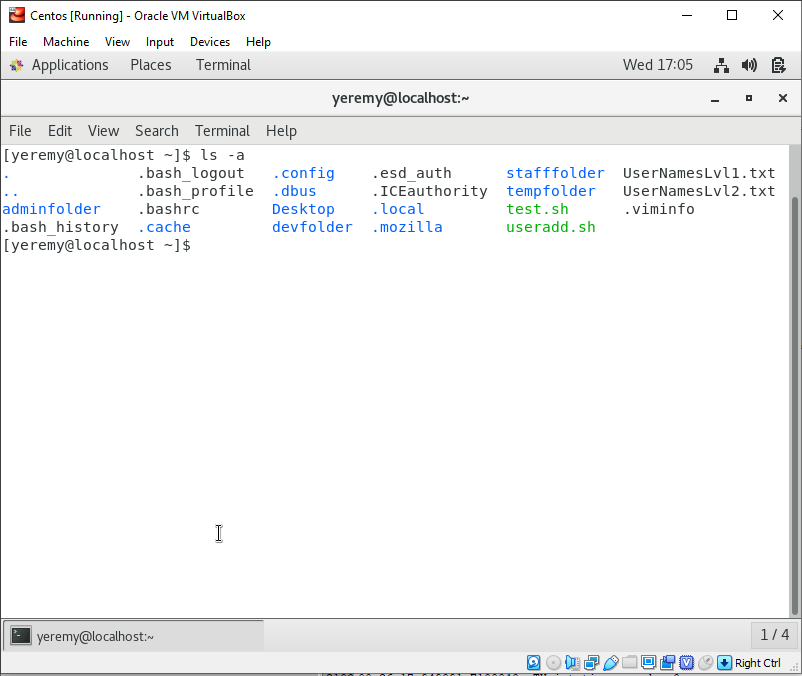 Centos [Running] - Oracle VM VirtualBox
File Machine View Input Devices Help
Applications Places Terminal Wed 17:05
yeremy@localhost:~
File Edit View Search Terminal Help
[yeremy@localhost ~]$ ls -a
. .bash_logout .config .esd_auth stafffolder UserNamesLvl1.txt
.. .bash_profile .dbus .ICEauthority tempfolder UserNamesLvl2.txt
adminfolder .bashrc Desktop .local test.sh .viminfo
.bash_history .cache devfolder .mozilla useradd.sh
[yeremy@localhost ~]$
yeremy@localhost:~ 1 / 4
Right Ctrl